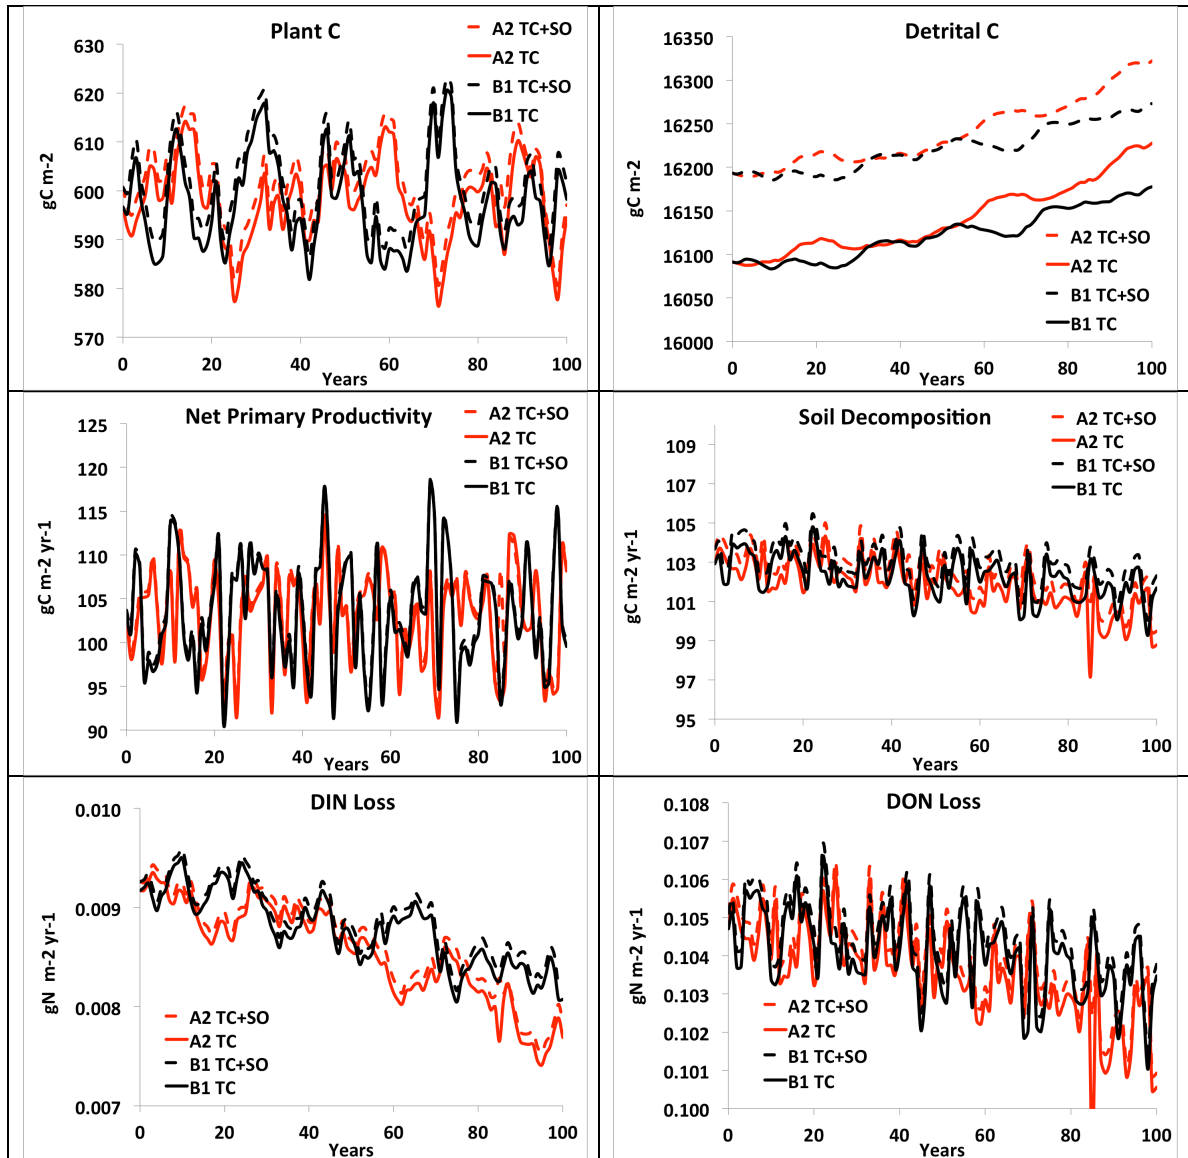 Plant C
A2 TC+SO
A2 TC
B1 TC+SO
B1 TC
gC m-2
630
620
610
600
590
580
570
0 20 40 60 80 100
Years
Detrital C
gC m-2
16350
16300
16250
16200
16150
16100
16050
16000
A2 TC+SO
A2 TC
B1 TC+SO
B1 TC
0 20 40 60 80 100
Years
Net Primary Productivity
A2 TC+SO
A2 TC
B1 TC+SO
B1 TC
gC m-2 yr-1
125
120
115
110
105
100
95
90
0 20 40 60 80 100
Years
Soil Decomposition
A2 TC+SO
A2 TC
B1 TC+SO
B1 TC
gC m-2 yr-1
109
107
105
103
101
99
97
95
0 20 40 60 80 100
Years
DIN Loss
gN m-2 yr-1
0.010
0.009
0.008
0.007
A2 TC+SO
A2 TC
B1 TC+SO
B1 TC
0 20 40 60 80 100
Years
DON Loss
gN m-2 yr-1
0.108
0.107
0.106
0.105
0.104
0.103
0.102
0.101
0.100
A2 TC+SO
A2 TC
B1 TC+SO
B1 TC
0 20 40 60 80 100
Years